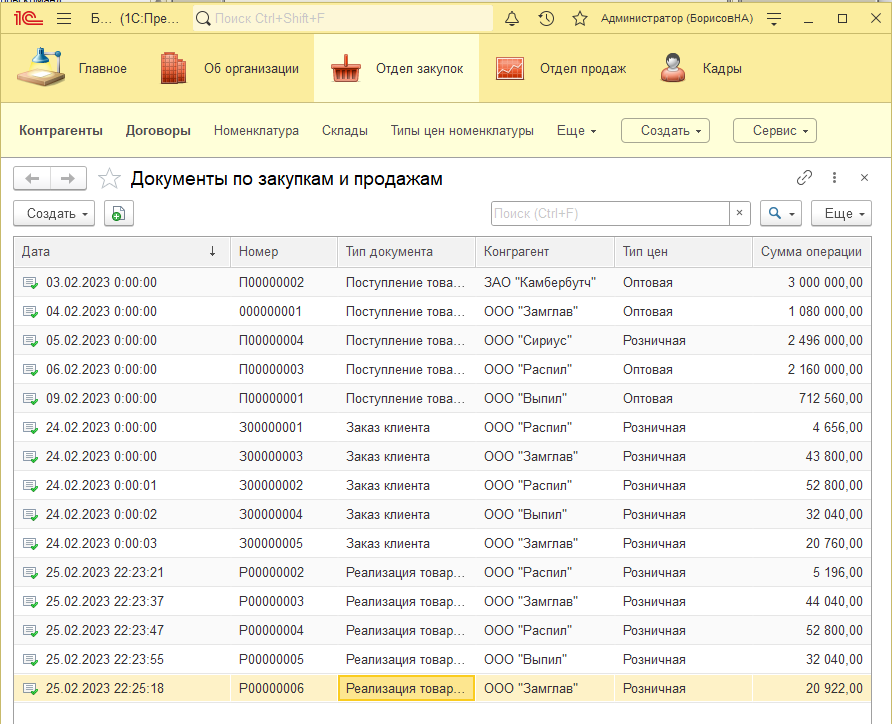 1С Б... (1С:Пре... Поиск Ctrl+Shift+F Администратор (БорисовНА)
Главное Об организации Отдел закупок Отдел продаж Кадры
Контрагенты Договоры Номенклатура Склады Типы цен номенклатуры Еще Создать Сервис
Документы по закупкам и продажам
Создать Поиск (Ctrl+F) × Еще
Дата ↓ Номер Тип документа Контрагент Тип цен Сумма операции
03.02.2023 0:00:00 П00000002 Поступление това... ЗАО "Камбербутч" Оптовая 3 000 000,00
04.02.2023 0:00:00 000000001 Поступление това... ООО "Замглав" Оптовая 1 080 000,00
05.02.2023 0:00:00 П00000004 Поступление това... ООО "Сириус" Розничная 2 496 000,00
06.02.2023 0:00:00 П00000003 Поступление това... ООО "Распил" Оптовая 2 160 000,00
09.02.2023 0:00:00 П00000001 Поступление това... ООО "Выпил" Оптовая 712 560,00
24.02.2023 0:00:00 З00000001 Заказ клиента ООО "Распил" Розничная 4 656,00
24.02.2023 0:00:00 З00000003 Заказ клиента ООО "Замглав" Розничная 43 800,00
24.02.2023 0:00:01 З00000002 Заказ клиента ООО "Распил" Розничная 52 800,00
24.02.2023 0:00:02 З00000004 Заказ клиента ООО "Выпил" Розничная 32 040,00
24.02.2023 0:00:03 З00000005 Заказ клиента ООО "Замглав" Розничная 20 760,00
25.02.2023 22:23:21 Р00000002 Реализация товар... ООО "Распил" Розничная 5 196,00
25.02.2023 22:23:37 Р00000003 Реализация товар... ООО "Замглав" Розничная 44 040,00
25.02.2023 22:23:47 Р00000004 Реализация товар... ООО "Распил" Розничная 52 800,00
25.02.2023 22:23:55 Р00000005 Реализация товар... ООО "Выпил" Розничная 32 040,00
25.02.2023 22:25:18 Р00000006 Реализация товар... ООО "Замглав" Розничная 20 922,00